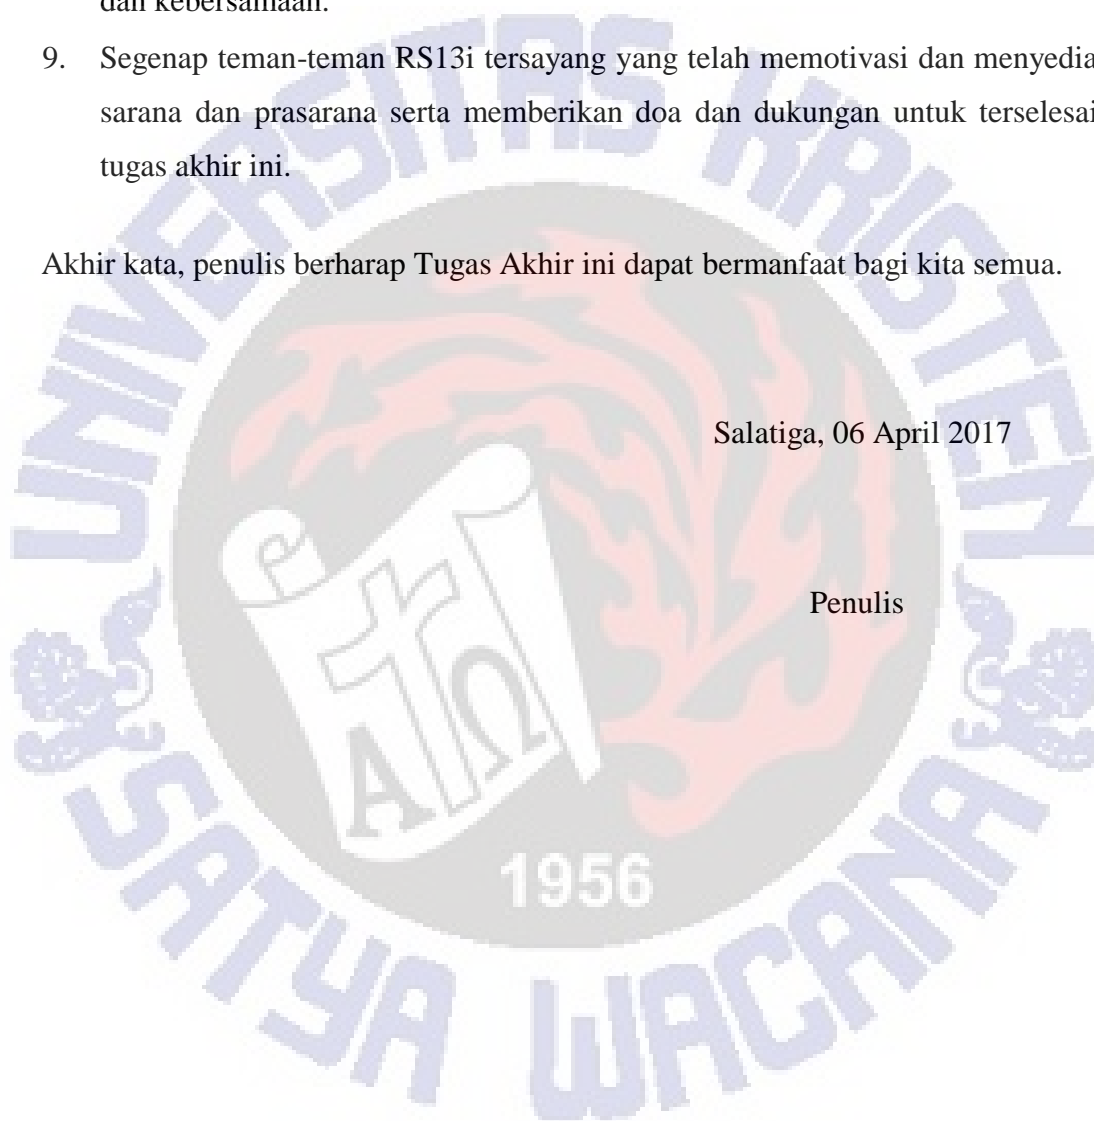 dan kebersamaan.
9. Segenap teman-teman RS13i tersayang yang telah memotivasi dan menyedia
sarana dan prasarana serta memberikan doa dan dukungan untuk terselesai
tugas akhir ini.
Akhir kata, penulis berharap Tugas Akhir ini dapat bermanfaat bagi kita semua.
Salatiga, 06 April 2017
Penulis
UNIVERSITAS KRISTEN
Α Ω
1956
SATYA WACANA